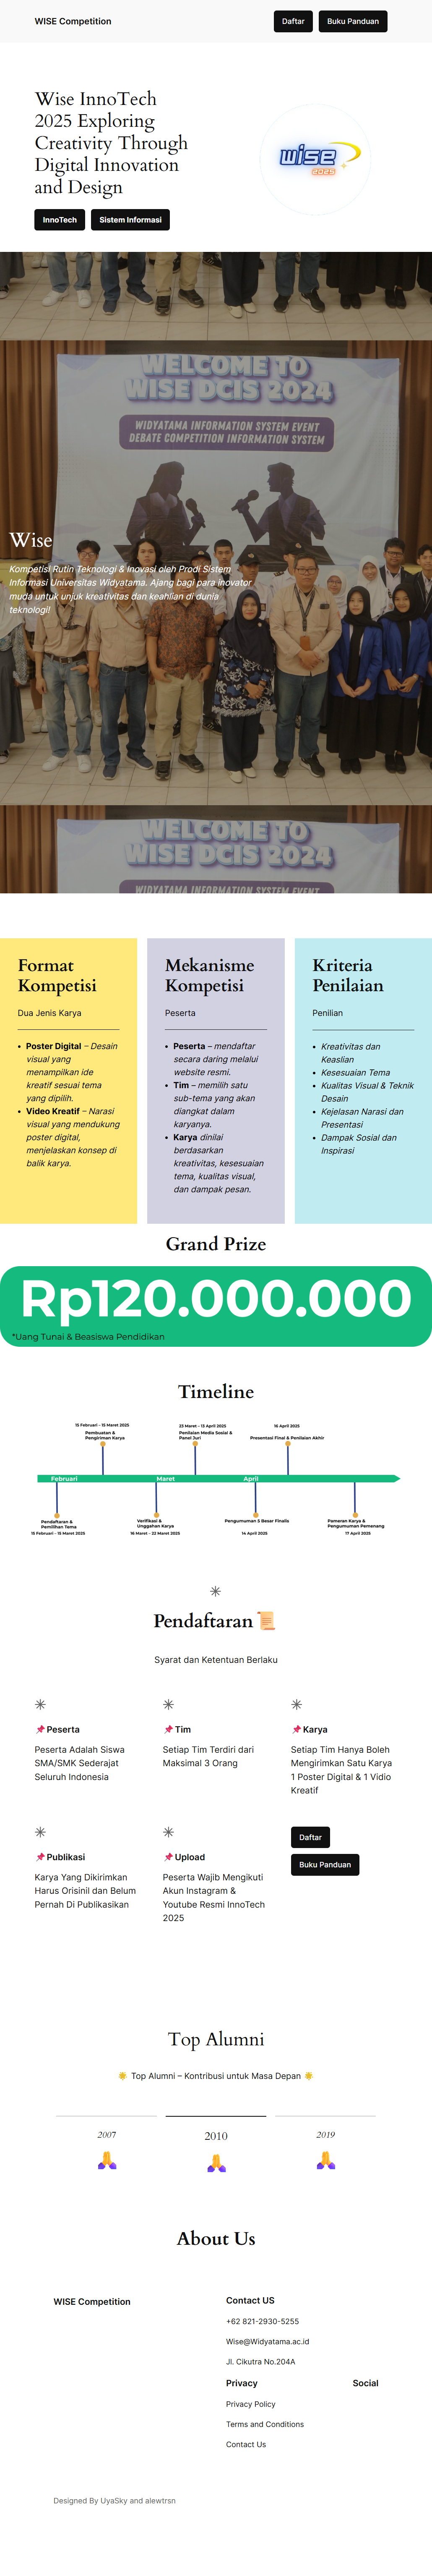 WISE Competition
Daftar
Buku Panduan
Wise InnoTech
2025 Exploring
Creativity Through
Digital Innovation
and Design
InnoTech
Sistem Informasi
wise
2025
WELCOME TO
WISE DCIS 2024
WIDYATAMA INFORMATION SYSTEM EVENT
DEBATE COMPETITION INFORMATION SYSTEM
Wise
Kompetisi Rutin Teknologi & Inovasi oleh Prodi Sistem
Informasi Universitas Widyatama. Ajang bagi para inovator
muda untuk unjuk kreativitas dan keahlian di dunia
teknologi!
WELCOME TO
WISE DCIS 2024
WIDYATAMA INFORMATION SYSTEM EVENT
Format
Kompetisi
Dua Jenis Karya
• Poster Digital – Desain
visual yang
menampilkan ide
kreatif sesuai tema
yang dipilih.
• Video Kreatif – Narasi
visual yang mendukung
poster digital,
menjelaskan konsep di
balik karya.
Mekanisme
Kompetisi
Peserta
• Peserta – mendaftar
secara daring melalui
website resmi.
• Tim – memilih satu
sub-tema yang akan
diangkat dalam
karyanya.
• Karya dinilai
berdasarkan
kreativitas, kesesuaian
tema, kualitas visual,
dan dampak pesan.
Kriteria
Penilaian
Penilian
• Kreativitas dan
Keaslian
• Kesesuaian Tema
• Kualitas Visual & Teknik
Desain
• Kejelasan Narasi dan
Presentasi
• Dampak Sosial dan
Inspirasi
Grand Prize
Rp120.000.000
*Uang Tunai & Beasiswa Pendidikan
Timeline
15 Februari - 15 Maret 2025
Pembuatan &
Pengiriman Karya
23 Maret - 13 April 2025
Penilaian Media Sosial &
Panel Juri
16 April 2025
Presentasi Final & Penilaian Akhir
Februari
Maret
April
Pendaftaran &
Pemilihan Tema
15 Februari - 15 Maret 2025
Verifikasi &
Unggahan Karya
16 Maret - 22 Maret 2025
Pengumuman 5 Besar Finalis
14 April 2025
Pameran Karya &
Pengumuman Pemenang
17 April 2025
Pendaftaran📜
Syarat dan Ketentuan Berlaku
📌Peserta
Peserta Adalah Siswa
SMA/SMK Sederajat
Seluruh Indonesia
📌Tim
Setiap Tim Terdiri dari
Maksimal 3 Orang
📌Karya
Setiap Tim Hanya Boleh
Mengirimkan Satu Karya
1 Poster Digital & 1 Vidio
Kreatif
📌Publikasi
Karya Yang Dikirimkan
Harus Orisinil dan Belum
Pernah Di Publikasikan
📌Upload
Peserta Wajib Mengikuti
Akun Instagram &
Youtube Resmi InnoTech
2025
Daftar
Buku Panduan
Top Alumni
🌟 Top Alumni – Kontribusi untuk Masa Depan 🌟
2007
2010
2019
About Us
WISE Competition
Contact US
+62 821-2930-5255
Wise@Widyatama.ac.id
Jl. Cikutra No.204A
Privacy
Privacy Policy
Terms and Conditions
Contact Us
Social
Designed By UyaSky and alewtrsn